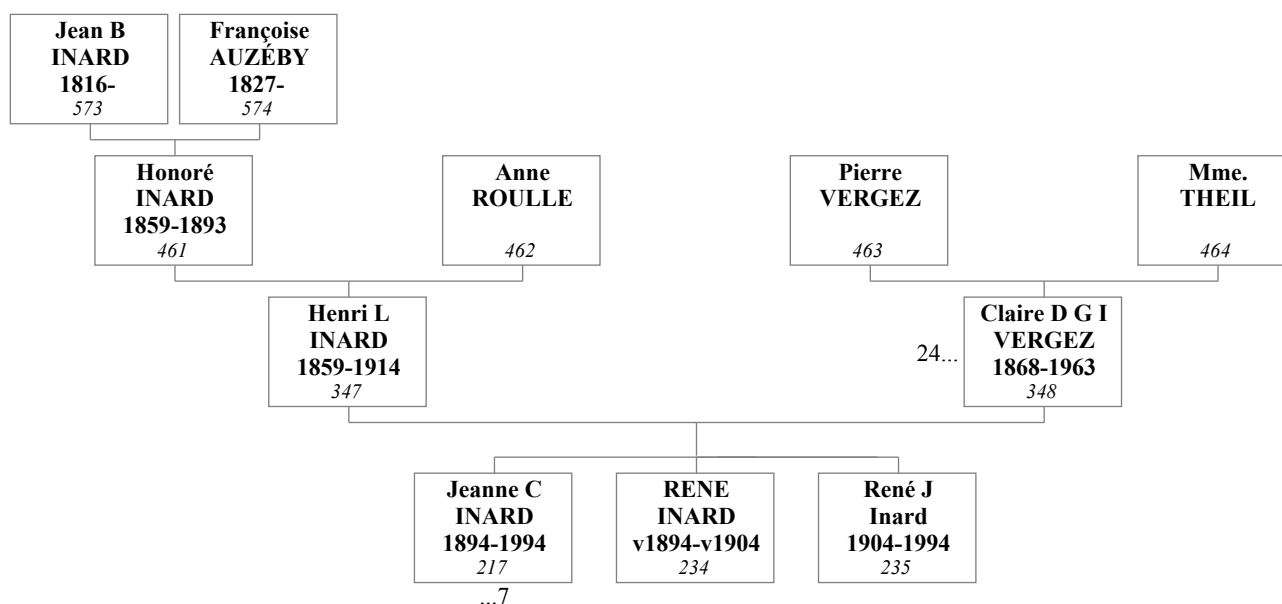 Jean B
INARD
1816-
573
Françoise
AUZÉBY
1827-
574
Honoré
INARD
1859-1893
461
Anne
ROULLE
462
Pierre
VERGEZ
463
Mme.
THEIL
464
Henri L
INARD
1859-1914
347
24...
Claire D G I
VERGEZ
1868-1963
348
Jeanne C
INARD
1894-1994
217
...7
RENE
INARD
v1894-v1904
234
René J
Inard
1904-1994
235